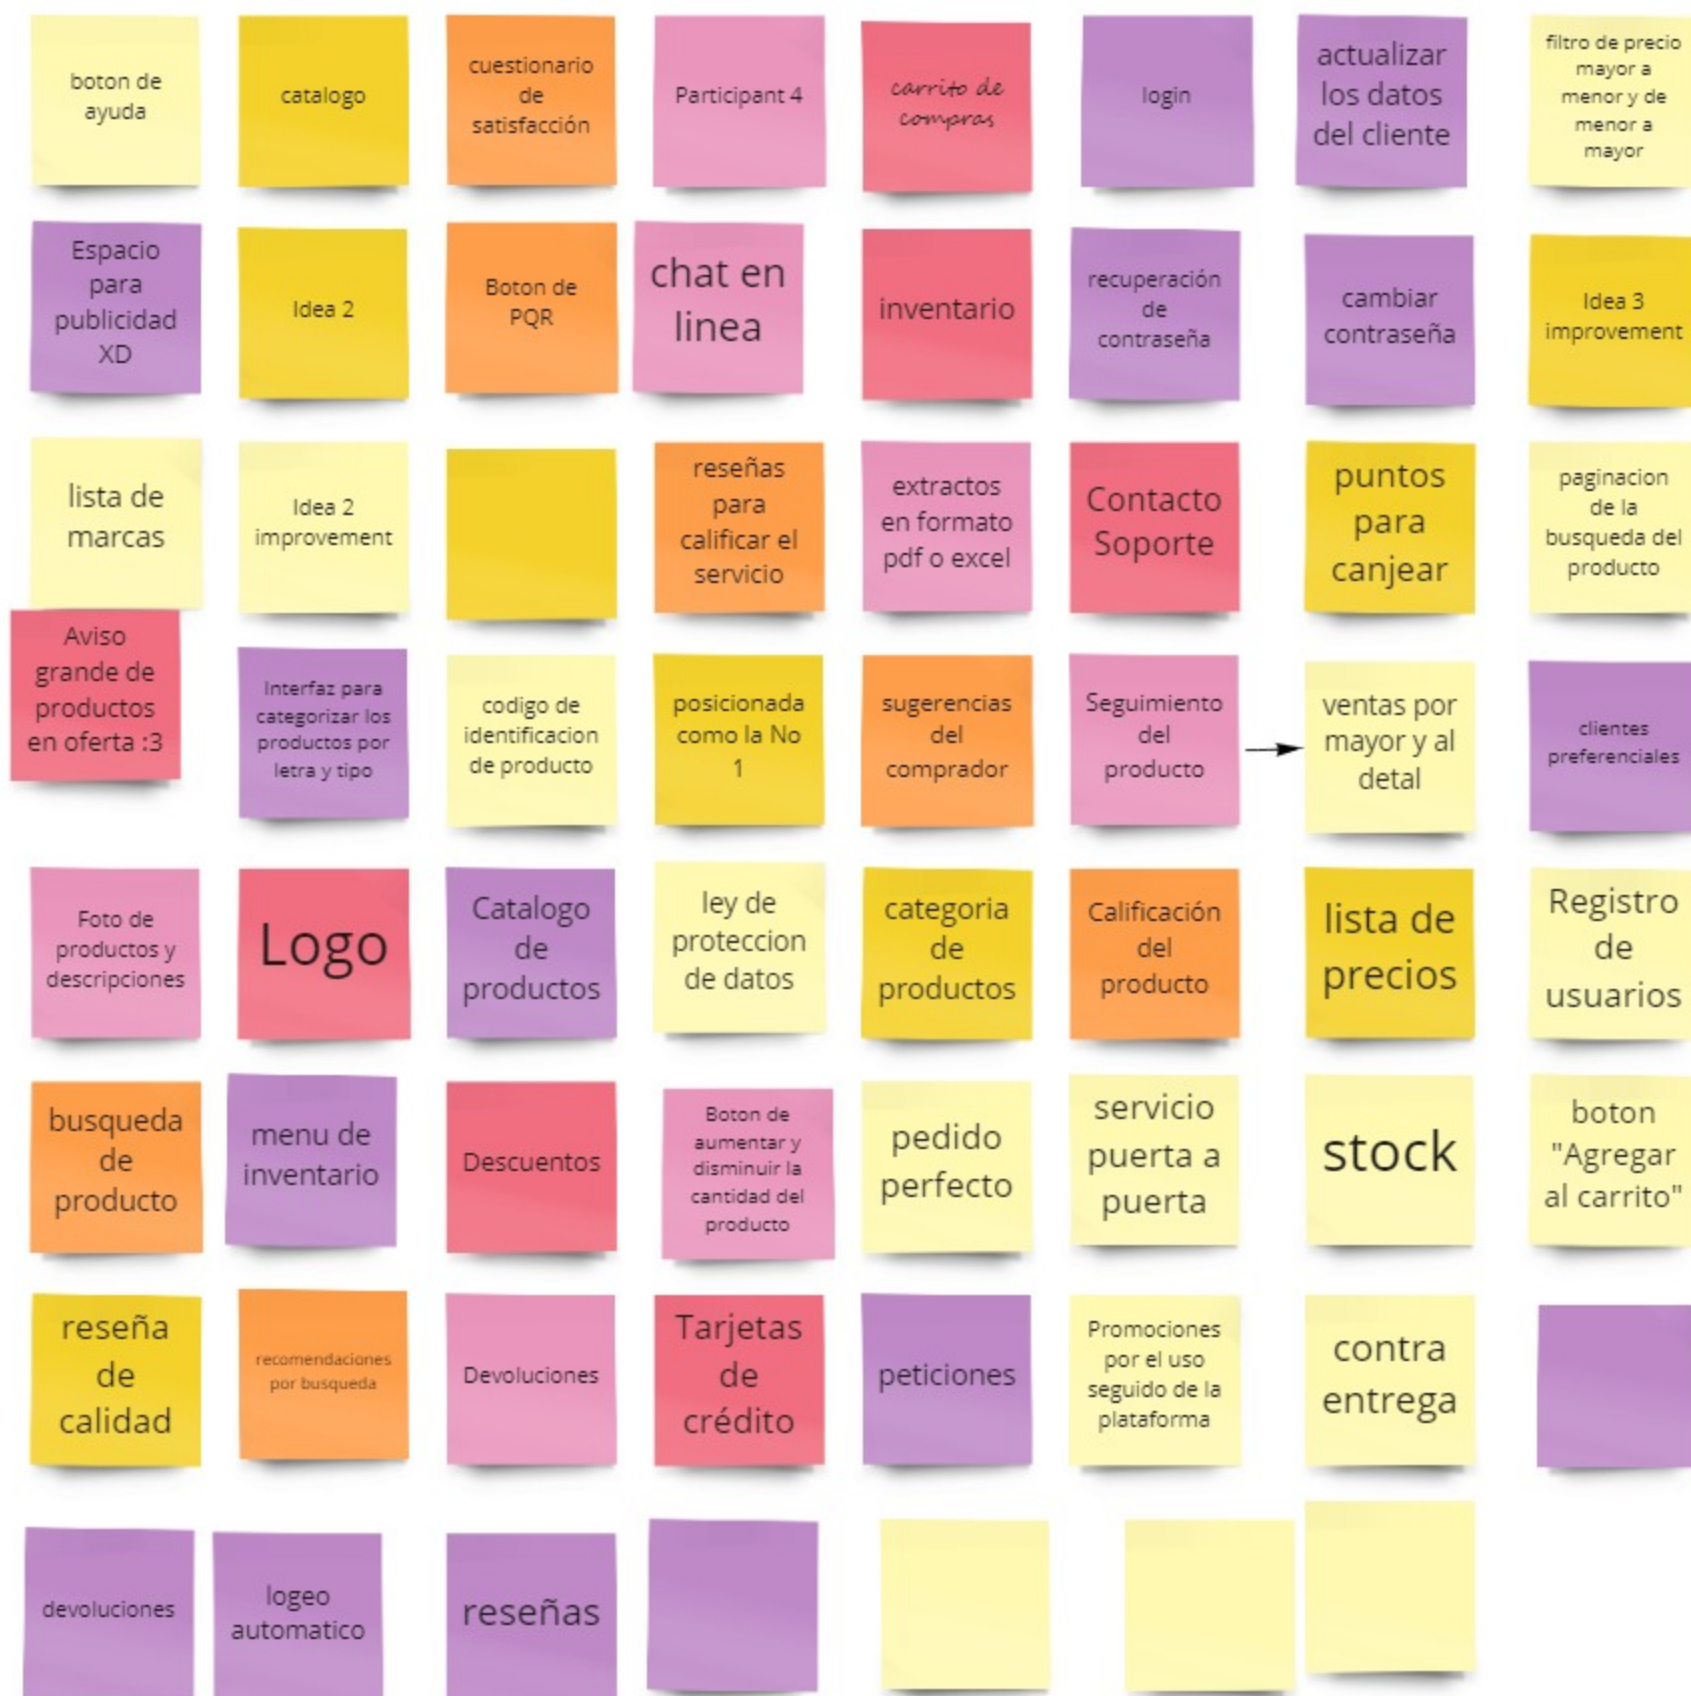 boton de
ayuda
catalogo
cuestionario
de
satisfacción
Participant 4
carrito de
compras
login
actualizar
los datos
del cliente
filtro de precio
mayor a
menor y de
menor a
mayor
Espacio
para
publicidad
XD
Idea 2
Boton de
PQR
chat en
linea
inventario
recuperación
de
contraseña
cambiar
contraseña
Idea 3
improvement
lista de
marcas
Idea 2
improvement
reseñas
para
calificar el
servicio
extractos
en formato
pdf o excel
Contacto
Soporte
puntos
para
canjear
paginacion
de la
busqueda del
producto
Aviso
grande de
productos
en oferta :3
Interfaz para
categorizar los
productos por
letra y tipo
codigo de
identificacion
de producto
posicionada
como la No
1
sugerencias
del
comprador
Seguimiento
del
producto
ventas por
mayor y al
detal
clientes
preferenciales
Foto de
productos y
descripciones
Logo
Catalogo
de
productos
ley de
proteccion
de datos
categoria
de
productos
Calificación
del
producto
lista de
precios
Registro
de
usuarios
busqueda
de
producto
menu de
inventario
Descuentos
Boton de
aumentar y
disminuir la
cantidad del
producto
pedido
perfecto
servicio
puerta a
puerta
stock
boton
"Agregar
al carrito"
reseña
de
calidad
recomendaciones
por busqueda
Devoluciones
Tarjetas
de
crédito
peticiones
Promociones
por el uso
seguido de la
plataforma
contra
entrega
devoluciones
logeo
automatico
reseñas